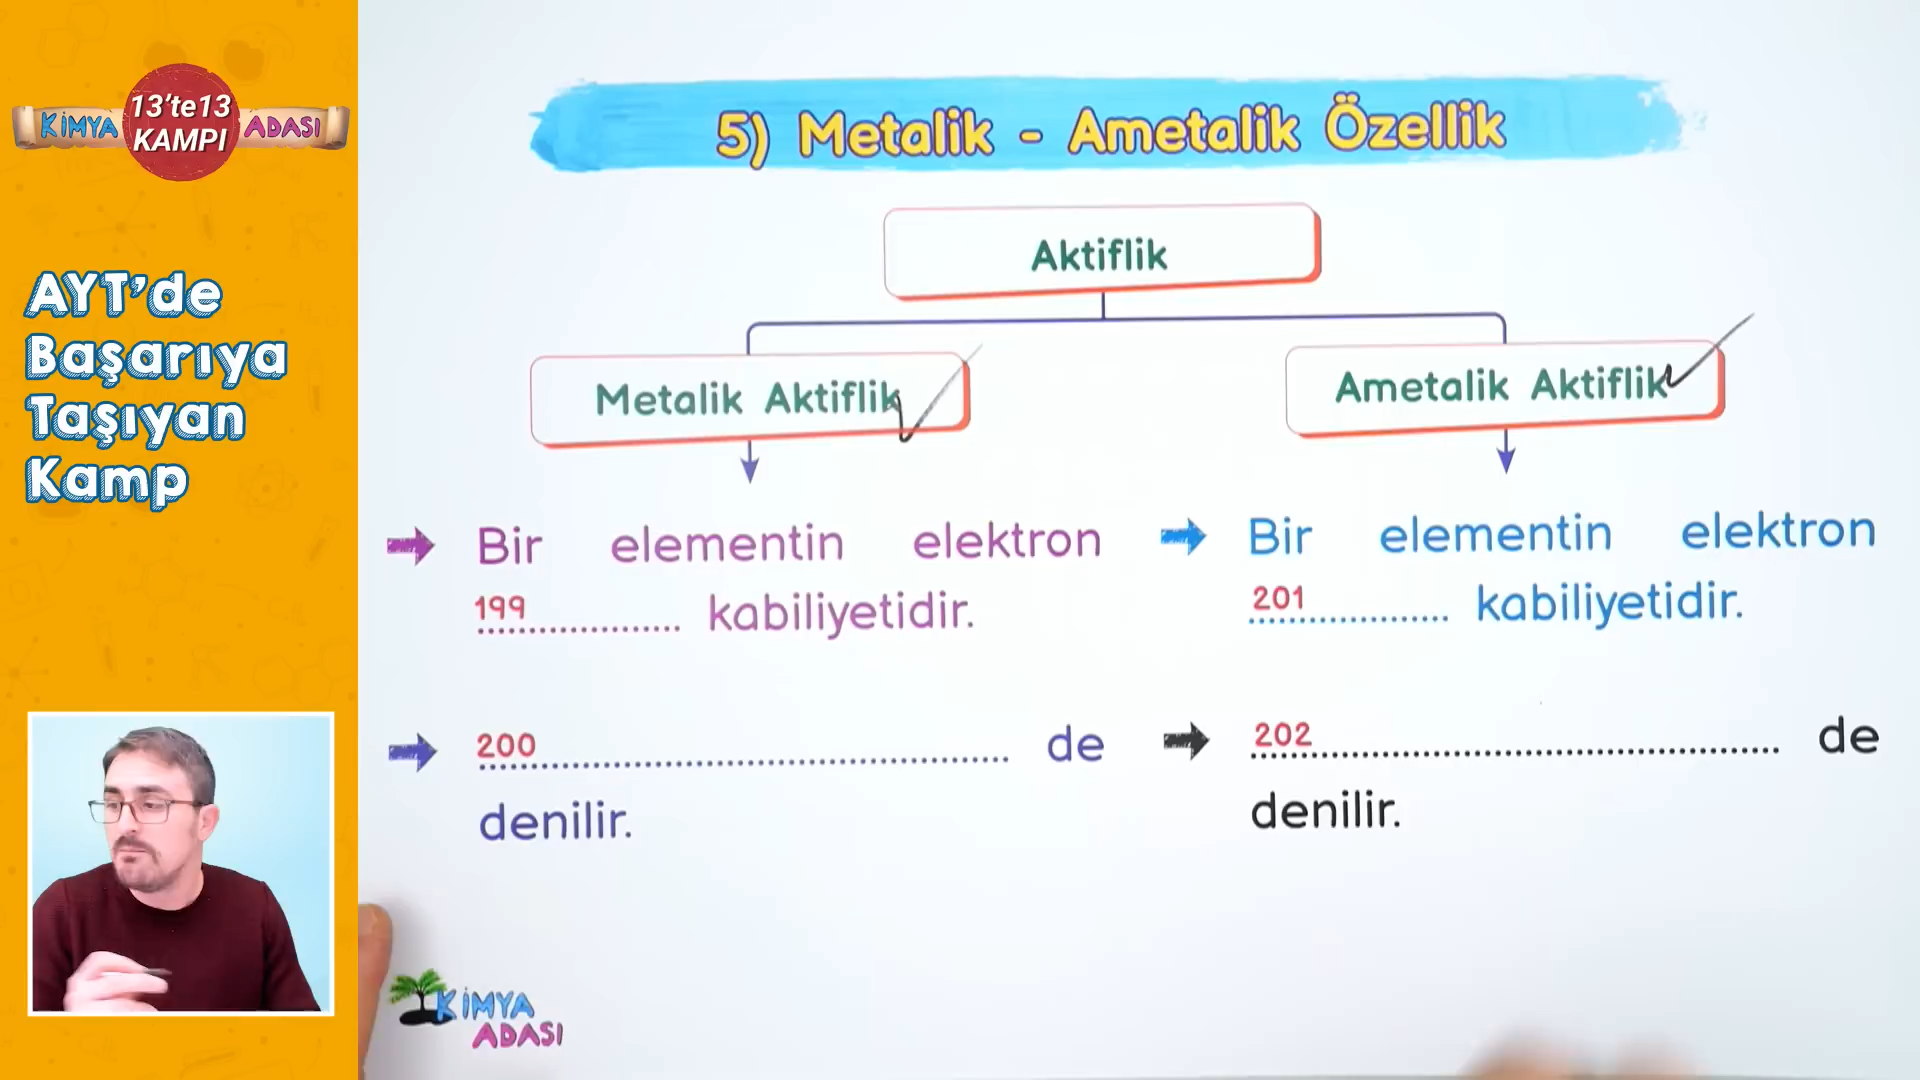 KİMYA 13'te13 ADASI
KAMPI
AYT'de
Başarıya
Taşıyan
Kamp
5) Metalik - Ametalik Özellik
Aktiflik
Metalik Aktiflik
Ametalik Aktiflik
Bir elementin elektron
199.................... kabiliyetidir.
200.................................................... de
denilir.
Bir elementin elektron
201.................... kabiliyetidir.
202.................................................... de
denilir.
KİMYA
ADASI